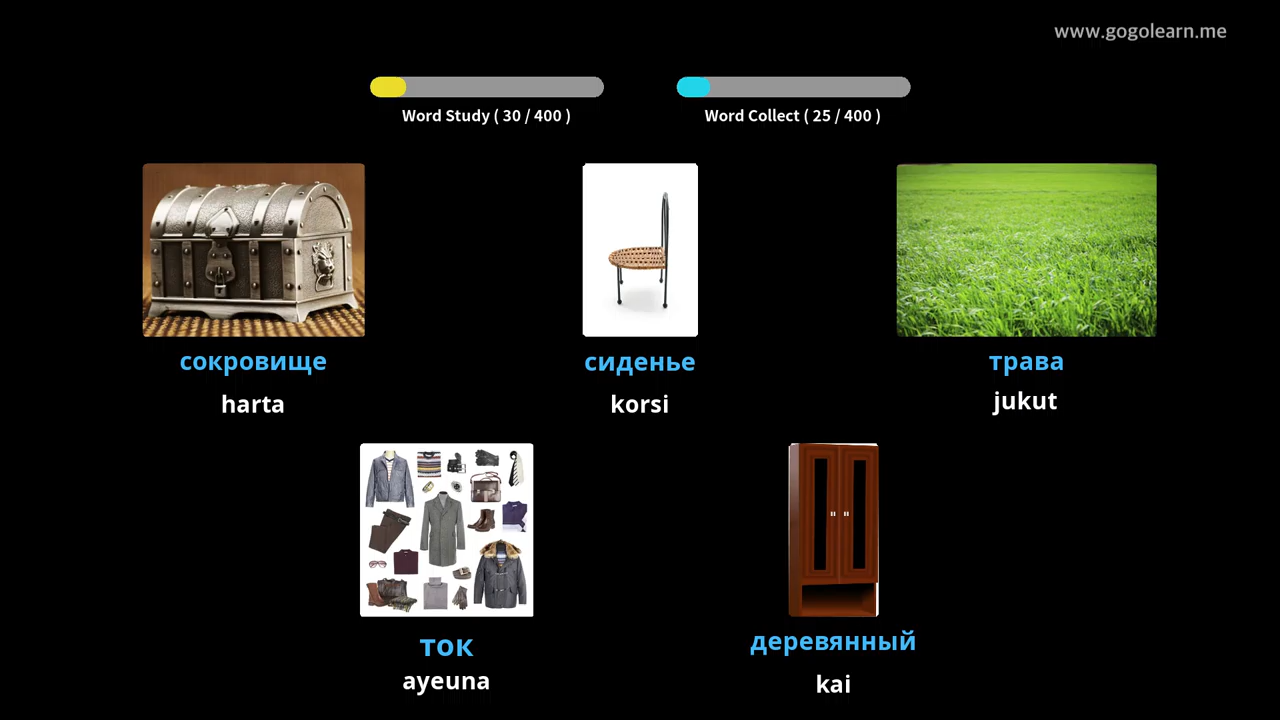 www.gogolearn.me
Word Study ( 30 / 400 )
Word Collect ( 25 / 400 )
сокровище
harta
сиденье
korsi
трава
jukut
ток
ayeuna
деревянный
kai